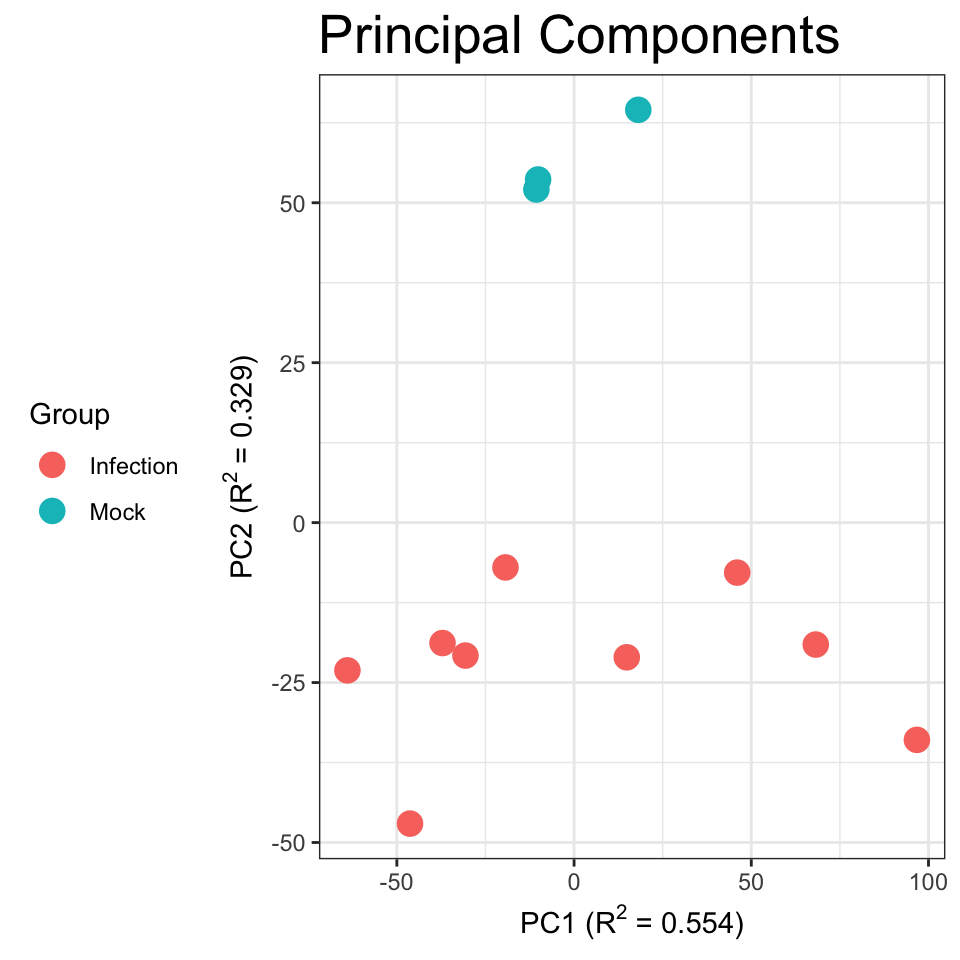 Principal Components
Group
Infection
Mock
PC2 (R² = 0.329)
50
25
0
-25
-50
-50 0 50 100
PC1 (R² = 0.554)